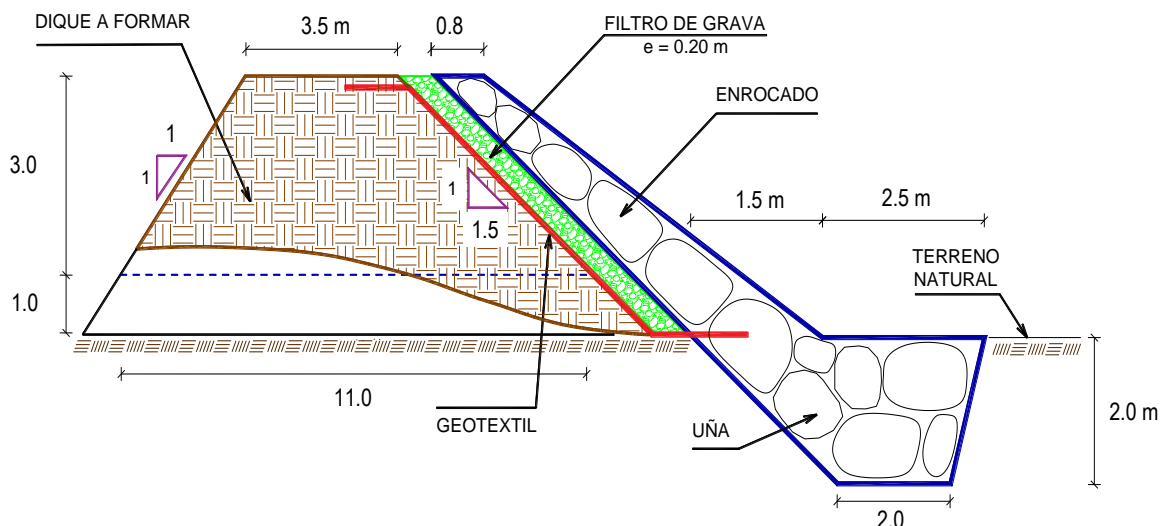 DIQUE A FORMAR
3.5 m
0.8
FILTRO DE GRAVA
e = 0.20 m
ENROCADO
1
1
3.0
1
1.5
1.5 m
2.5 m
TERRENO
NATURAL
1.0
11.0
GEOTEXTIL
UÑA
2.0 m
2.0